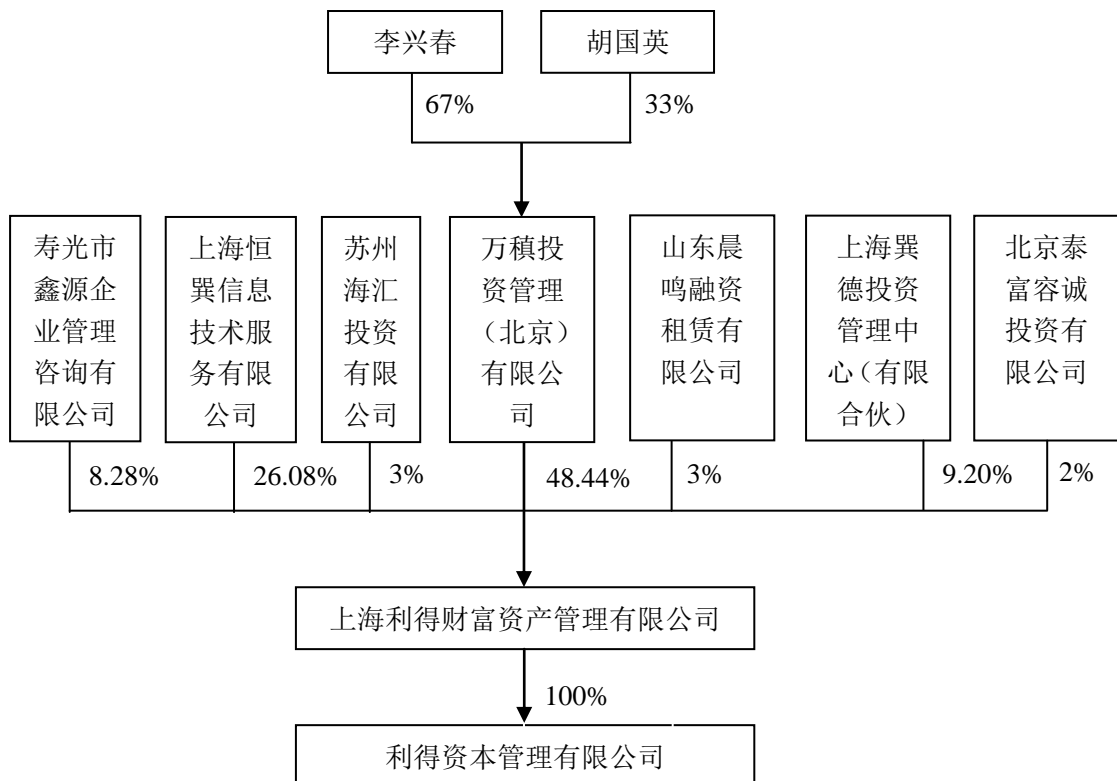 李兴春
胡国英
67%
33%
寿光市
鑫源企
业管理
咨询有
限公司
上海恒
巽信息
技术服
务有限
公司
苏州
海汇
投资
有限
公司
万稹投
资管理
（北京）
有限公
司
山东晨
鸣融资
租赁有
限公司
上海巽
德投资
管理中
心（有限
合伙）
北京泰
富容诚
投资有
限公司
8.28%
26.08%
3%
48.44%
3%
9.20%
2%
上海利得财富资产管理有限公司
100%
利得资本管理有限公司